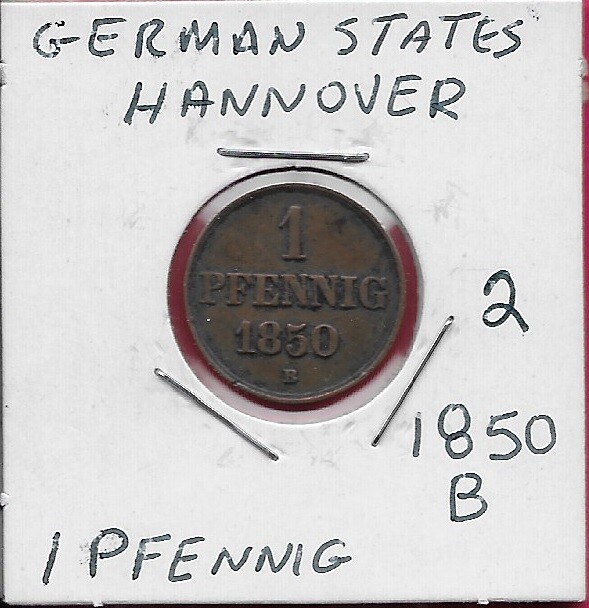 GERMAN STATES
HANNOVER
1
PFENNIG
1850
B
2
1850
B
1 PFENNIG